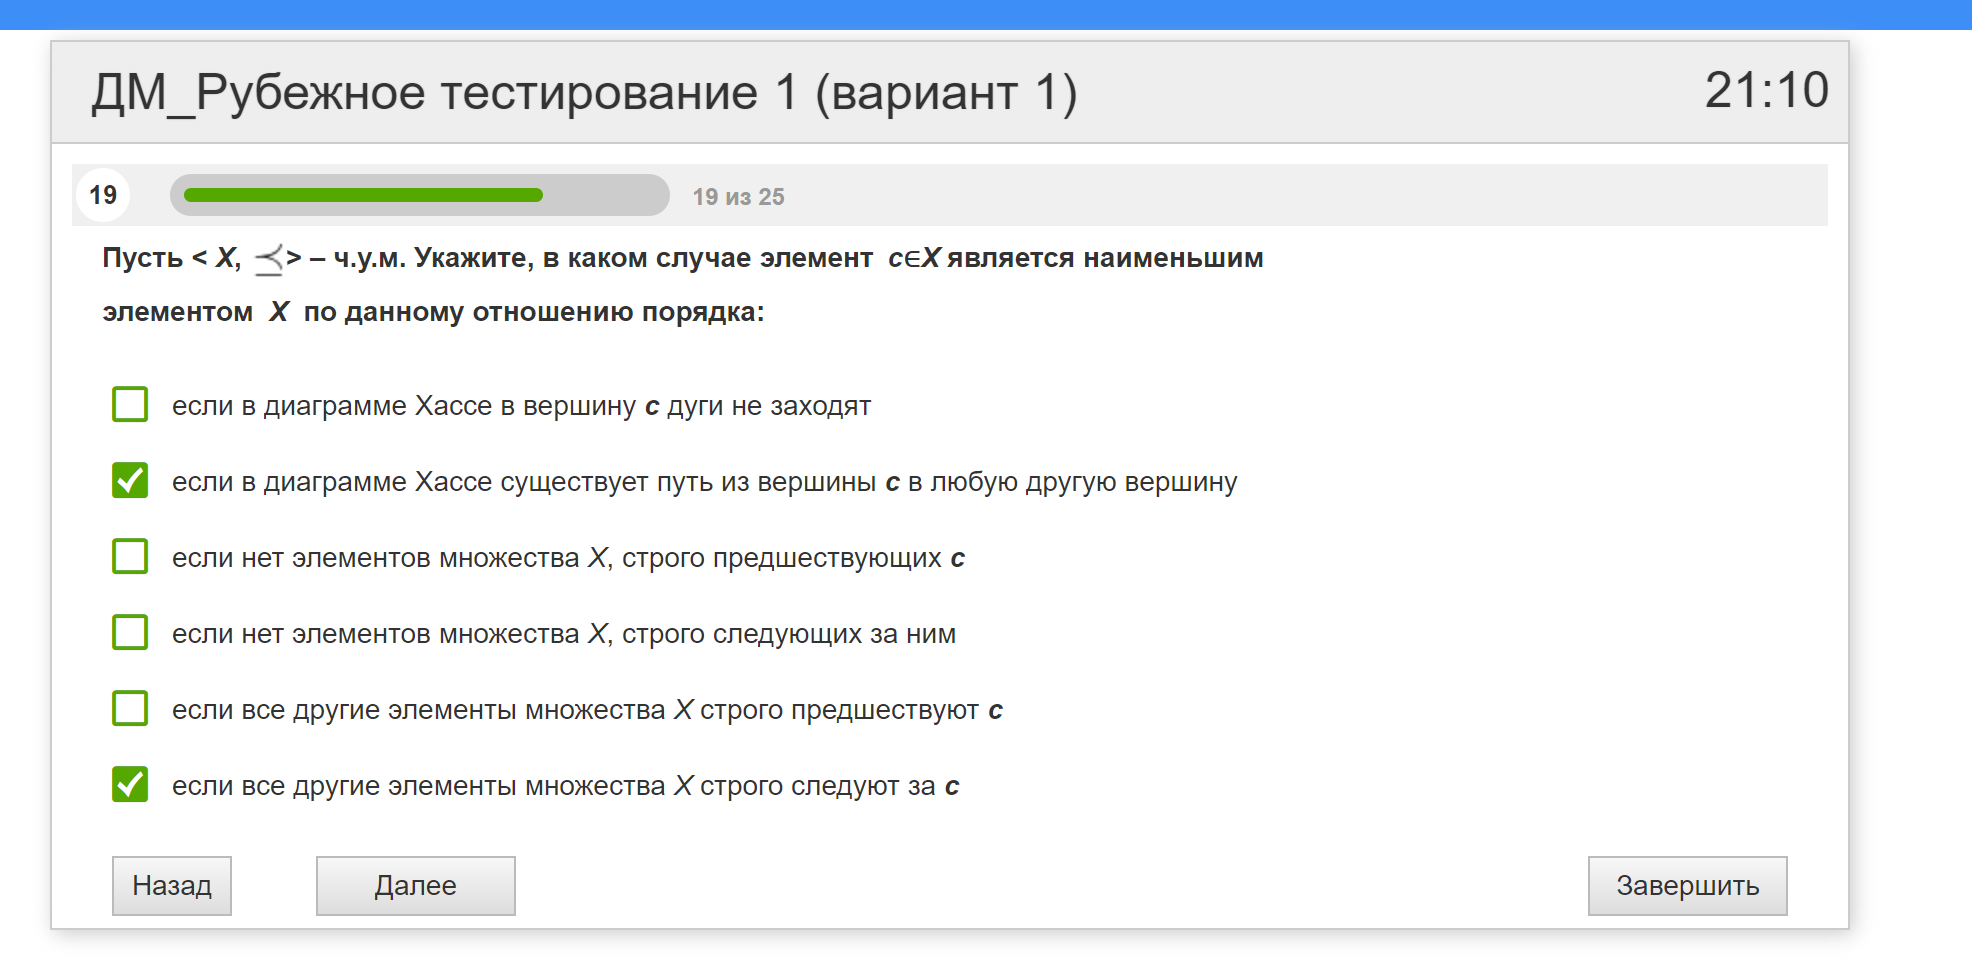 ДМ_Рубежное тестирование 1 (вариант 1)
21:10
19
19 из 25
Пусть < X, ⪯> – ч.у.м. Укажите, в каком случае элемент c∈X является наименьшим
элементом X по данному отношению порядка:
если в диаграмме Хассе в вершину c дуги не заходят
если в диаграмме Хассе существует путь из вершины c в любую другую вершину
если нет элементов множества X, строго предшествующих c
если нет элементов множества X, строго следующих за ним
если все другие элементы множества X строго предшествуют c
если все другие элементы множества X строго следуют за c
Назад
Далее
Завершить